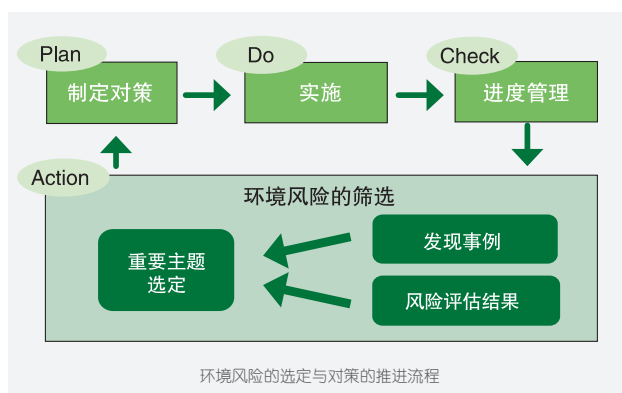 Plan
制定对策
Do
实施
Check
进度管理
Action
环境风险的筛选
重要主题
选定
发现事例
风险评估结果
环境风险的选定与对策的推进流程